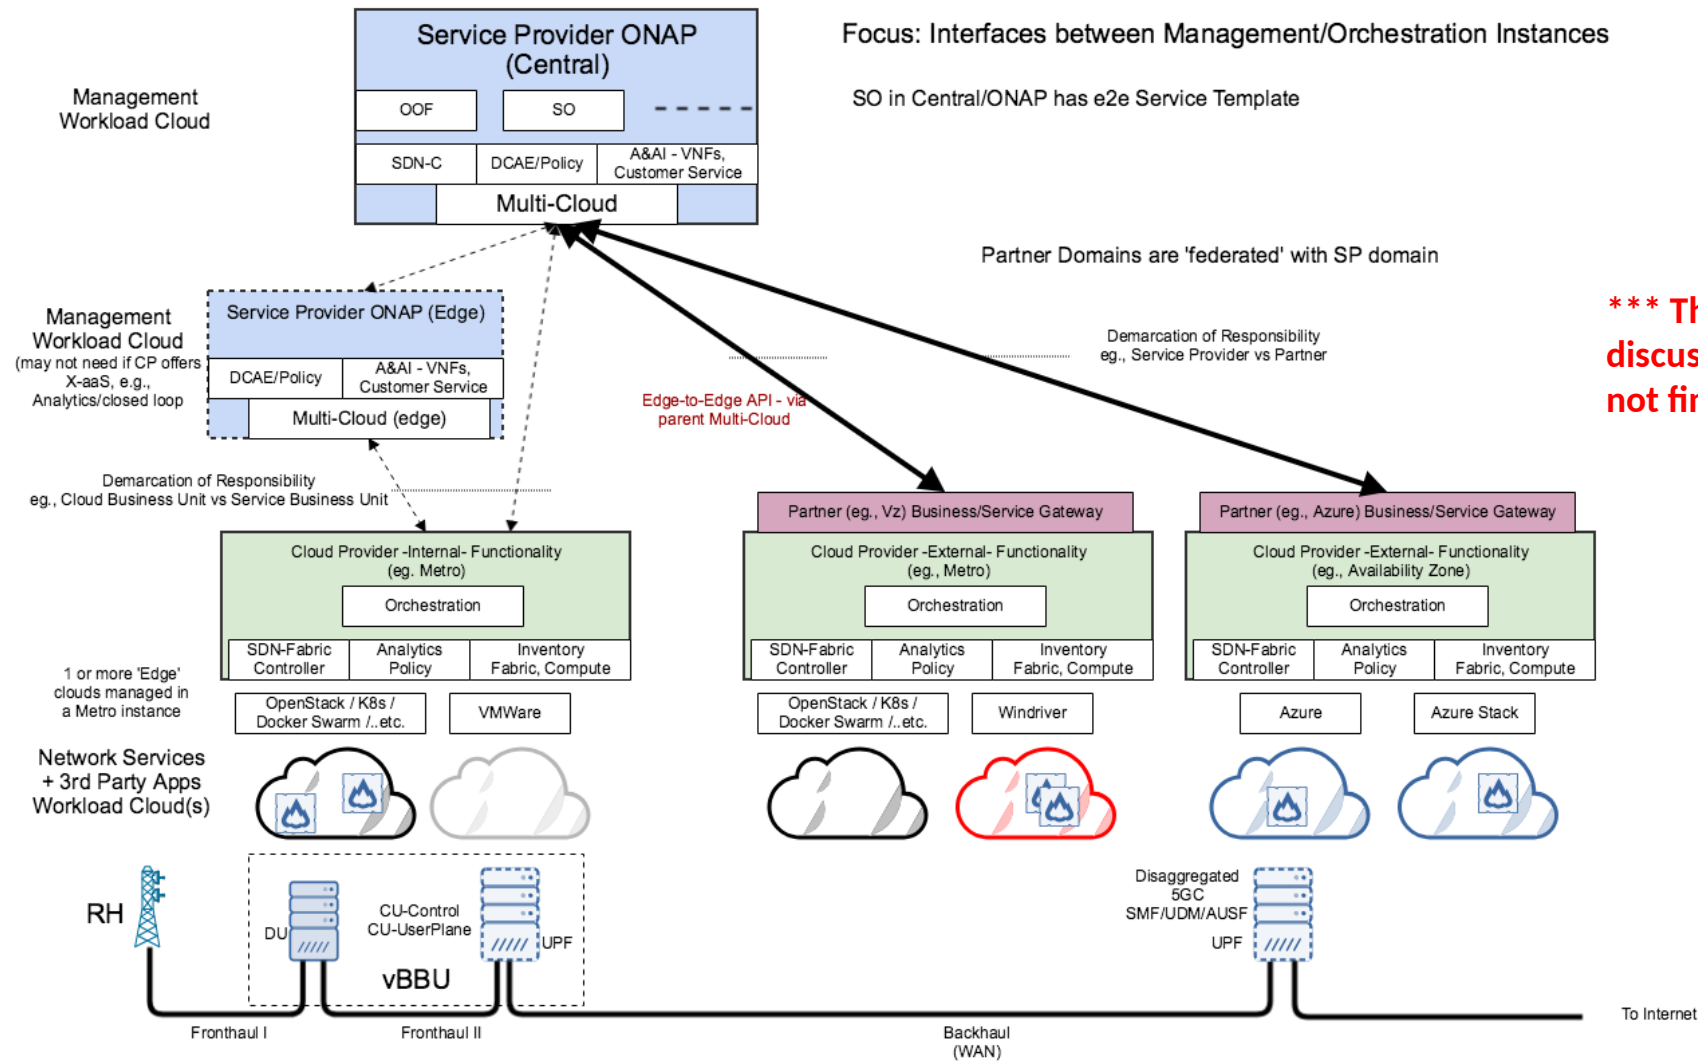 Service Provider ONAP
(Central)
Focus: Interfaces between Management/Orchestration Instances
SO in Central/ONAP has e2e Service Template
Management
Workload Cloud
OOF
SO
SDN-C
DCAE/Policy
A&AI - VNFs,
Customer Service
Multi-Cloud
Partner Domains are 'federated' with SP domain
Management
Workload Cloud
(may not need if CP offers
X-aaS, e.g.,
Analytics/closed loop
Service Provider ONAP (Edge)
DCAE/Policy
A&AI - VNFs,
Customer Service
Multi-Cloud (edge)
Demarcation of Responsibility
eg., Service Provider vs Partner
***
discus
not
Edge-to-Edge API - via
parent Multi-Cloud
Demarcation of Responsibility
eg., Cloud Business Unit vs Service Business Unit
Partner (eg., Vz) Business/Service Gateway
Partner (eg., Azure) Business/Service Gateway
Cloud Provider -Internal- Functionality
(eg. Metro)
Orchestration
SDN-Fabric
Controller
Analytics
Policy
Inventory
Fabric, Compute
Cloud Provider -External- Functionality
(eg., Metro)
Orchestration
SDN-Fabric
Controller
Analytics
Policy
Inventory
Fabric, Compute
Cloud Provider -External- Functionality
(eg., Availability Zone)
Orchestration
SDN-Fabric
Controller
Analytics
Policy
Inventory
Fabric, Compute
1 or more 'Edge'
clouds managed in
a Metro instance
OpenStack / K8s /
Docker Swarm /..etc.
VMWare
OpenStack / K8s /
Docker Swarm /..etc.
Windriver
Azure
Azure Stack
Network Services
+ 3rd Party Apps
Workload Cloud(s)
RH
DU
CU-Control
CU-UserPlane
UPF
vBBU
Disaggregated
5GC
SMF/UDM/AUSF
UPF
Fronthaul I
Fronthaul II
Backhaul
(WAN)
To Internet